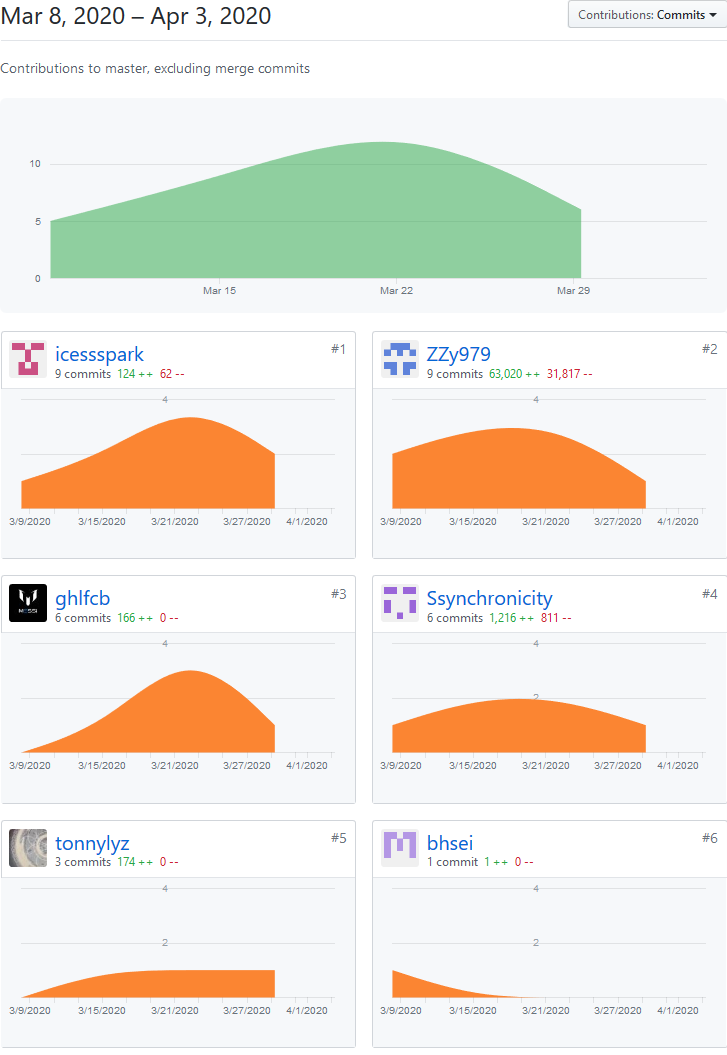 Mar 8, 2020 – Apr 3, 2020
Contributions: Commits
Contributions to master, excluding merge commits
10
5
0
Mar 15 Mar 22 Mar 29
icessspark #1
9 commits 124 ++ 62 --
4
3/9/2020 3/15/2020 3/21/2020 3/27/2020 4/1/2020
ZZy979 #2
9 commits 63,020 ++ 31,817 --
4
3/9/2020 3/15/2020 3/21/2020 3/27/2020 4/1/2020
MESSI
ghlfcb #3
6 commits 166 ++ 0 --
4
3/9/2020 3/15/2020 3/21/2020 3/27/2020 4/1/2020
Ssynchronicity #4
6 commits 1,216 ++ 811 --
4
2
3/9/2020 3/15/2020 3/21/2020 3/27/2020 4/1/2020
tonnylyz #5
3 commits 174 ++ 0 --
4
2
3/9/2020 3/15/2020 3/21/2020 3/27/2020 4/1/2020
bhsei #6
1 commit 1 ++ 0 --
4
2
3/9/2020 3/15/2020 3/21/2020 3/27/2020 4/1/2020